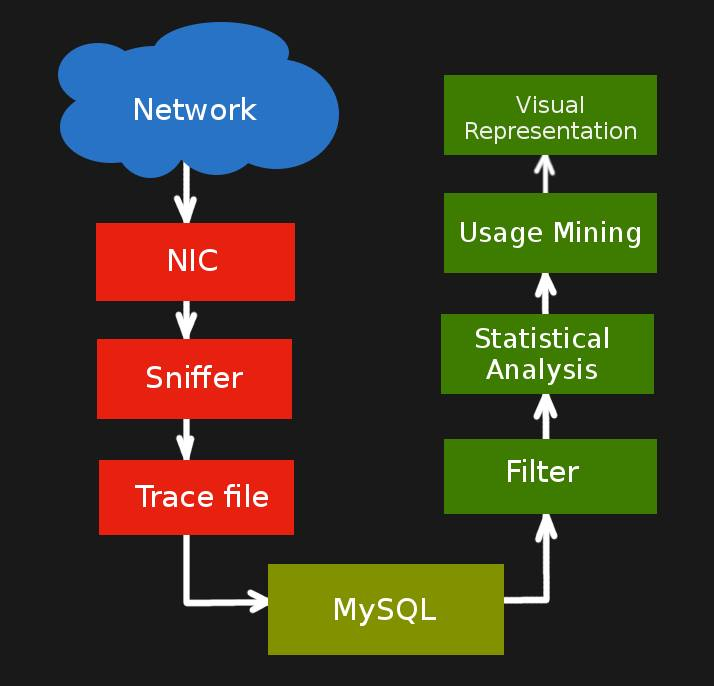 Network
NIC
Sniffer
Trace file
MySQL
Filter
Statistical
Analysis
Usage Mining
Visual
Representation